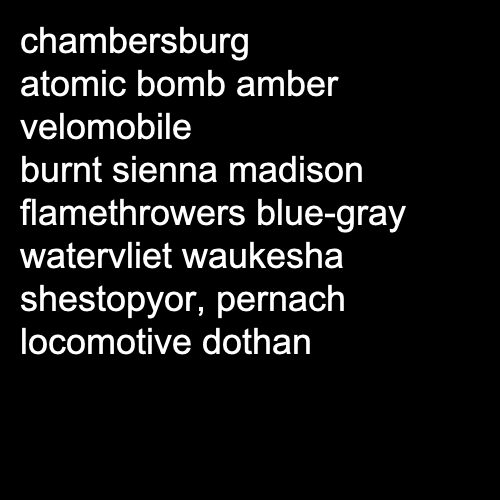 chambersburg
atomic bomb amber
velomobile
burnt sienna madison
flamethrowers blue-gray
watervliet waukesha
shestopyor, pernach
locomotive dothan